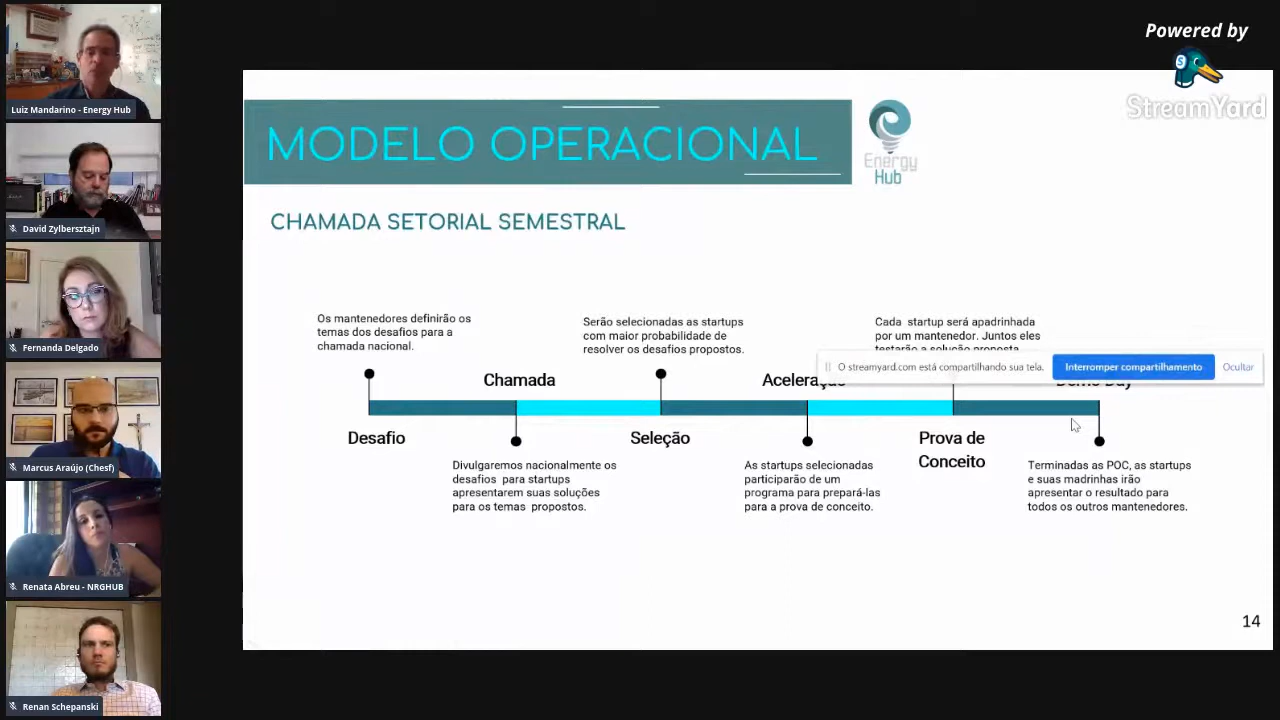 Powered by
StreamYard
Luiz Mandarino - Energy Hub
David Zylbersztajn
Fernanda Delgado
Marcus Araújo (Chesf)
Renata Abreu - NRGHUB
Renan Schepanski
MODELO OPERACIONAL
Energy
Hub
CHAMADA SETORIAL SEMESTRAL
Os mantenedores definirão os
temas dos desafios para a
chamada nacional.
Desafio
Chamada
Divulgaremos nacionalmente os
desafios para startups
apresentarem suas soluções
para os temas propostos.
Serão selecionadas as startups
com maior probabilidade de
resolver os desafios propostos.
Seleção
Aceleração
As startups selecionadas
participarão de um
programa para prepará-las
para a prova de conceito.
Cada startup será apadrinhada
por um mantenedor. Juntos eles
testarão a solução proposta
Prova de
Conceito
Demo Day
Terminadas as POC, as startups
e suas madrinhas irão
apresentar o resultado para
todos os outros mantenedores.
O streamyard.com está compartilhando sua tela.
Interromper compartilhamento
Ocultar
14